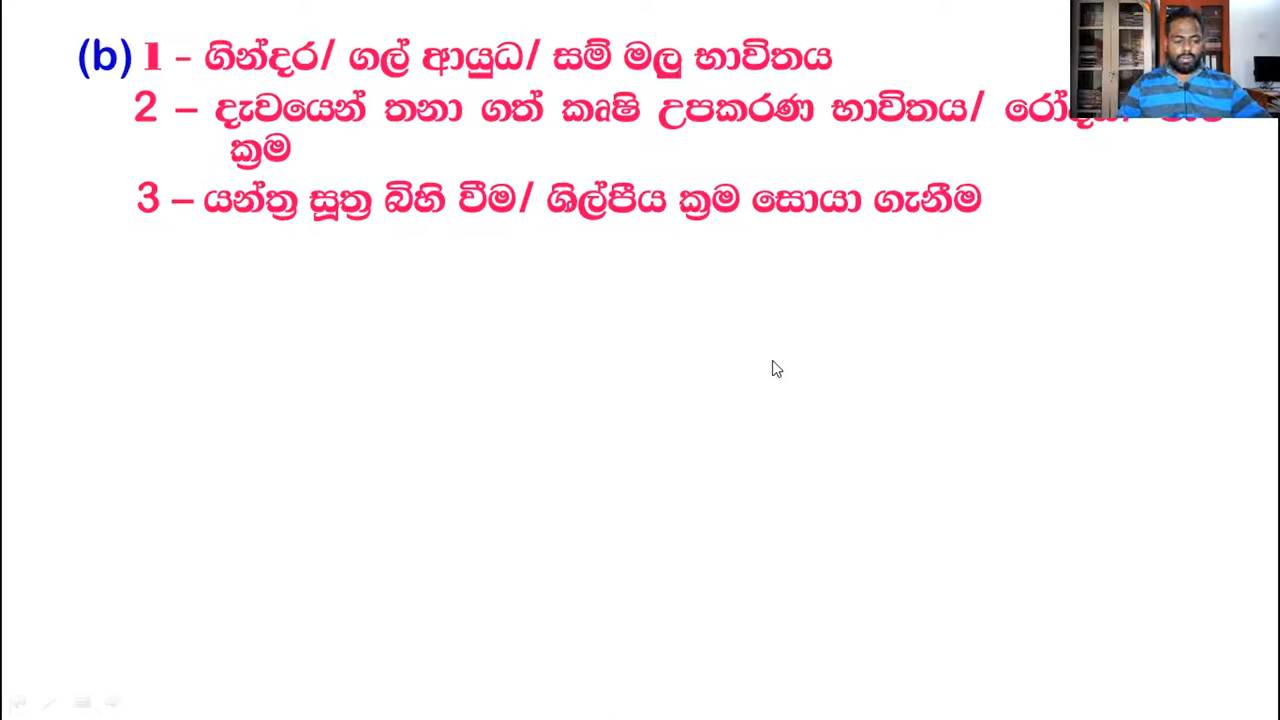 (b) 1 - ගින්දර/ ගල් ආයුධ/ සම් මලු භාවිතය
2 – දැවයෙන් තනා ගත් කෘෂි උපකරණ භාවිතය/
ක්‍රම
3 – යන්ත්‍ර සූත්‍ර බිහි වීම/ ශිල්පීය ක්‍රම සොයා ගැනීම